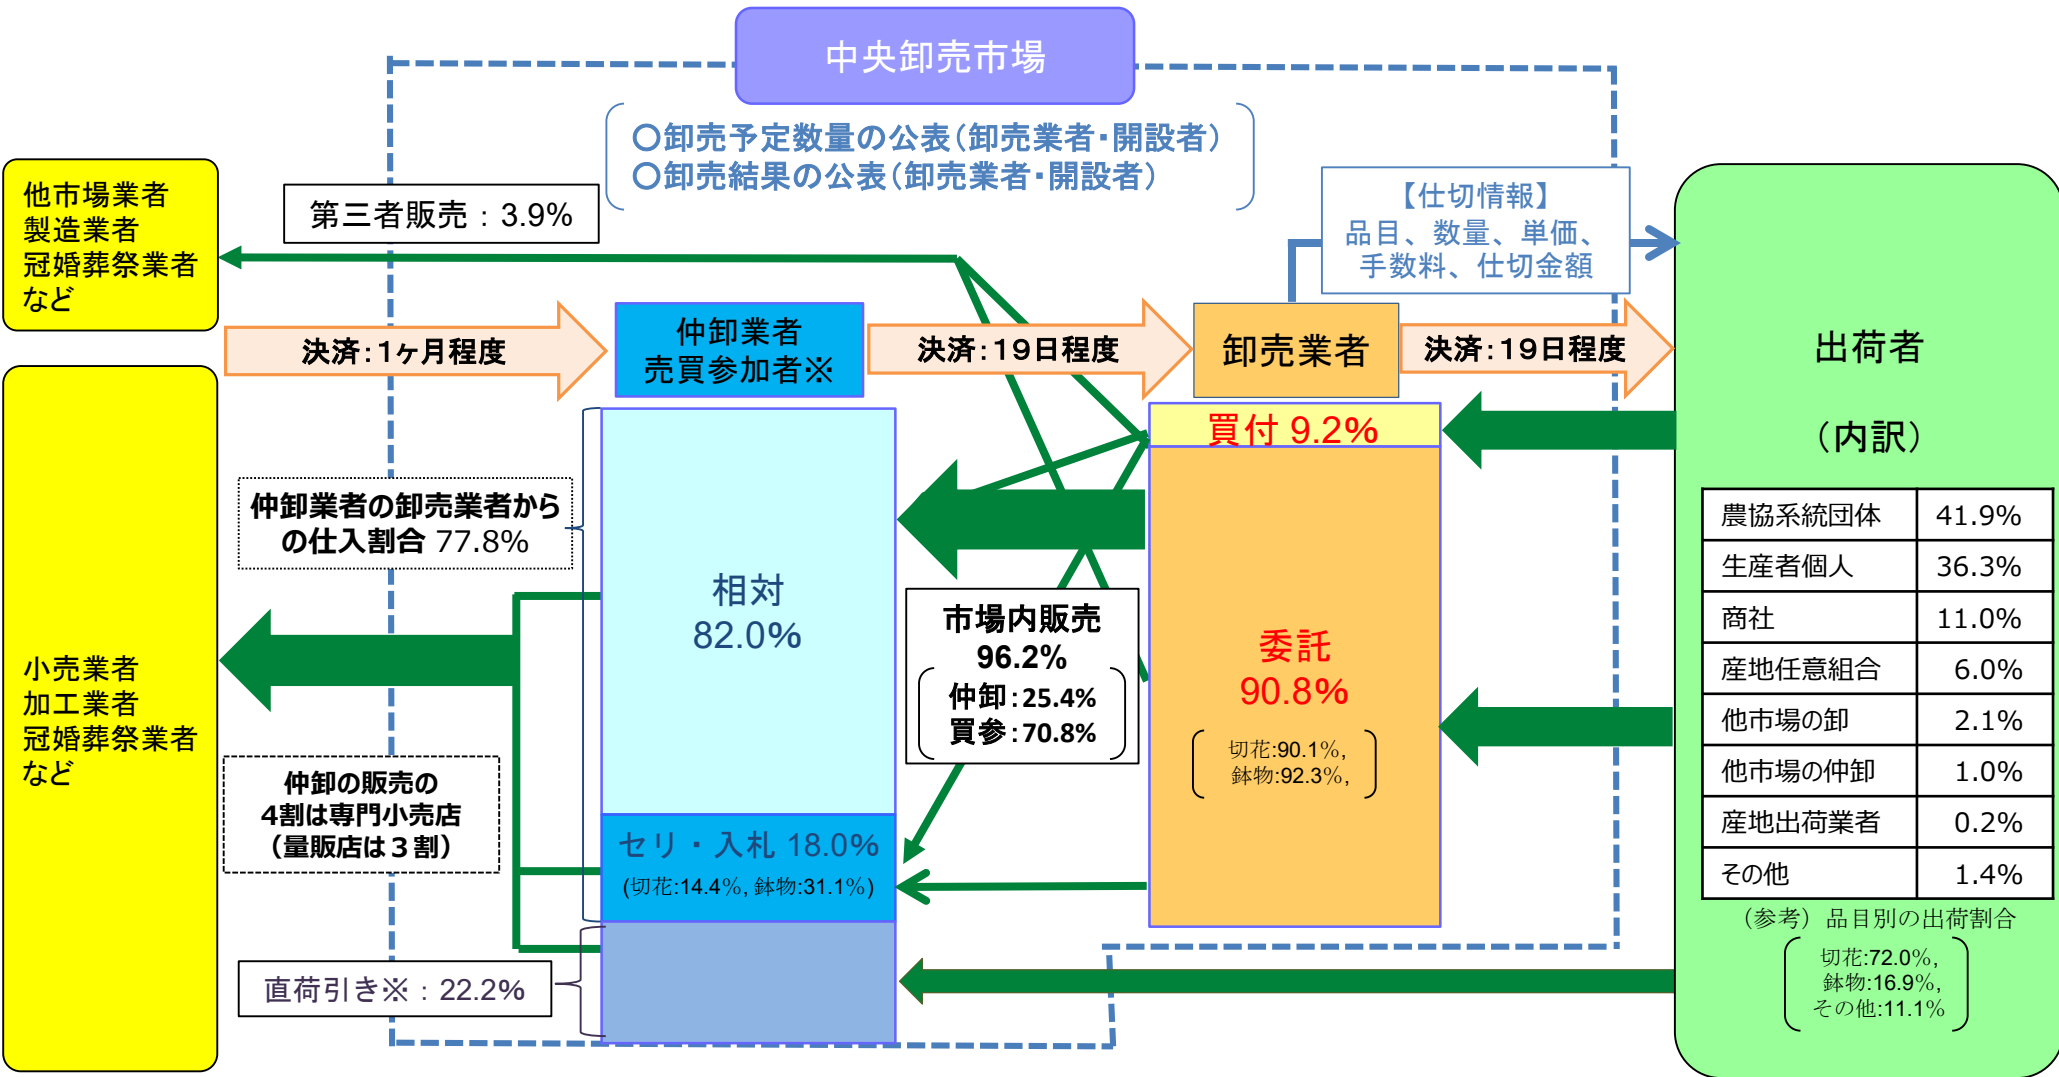 中央卸売市場
〇卸売予定数量の公表(卸売業者・開設者)
〇卸売結果の公表(卸売業者・開設者)
他市場業者
製造業者
冠婚葬祭業者
など
第三者販売：3.9%
【仕切情報】
品目、数量、単価、
手数料、仕切金額
決済：1ヶ月程度
仲卸業者
売買参加者※
決済：19日程度
卸売業者
決済：19日程度
出荷者
（内訳）
買付 9.2%
仲卸業者の卸売業者から
の仕入割合 77.8%
相対
82.0%
市場内販売
96.2%
仲卸：25.4%
買参：70.8%
委託
90.8%
切花:90.1%,
鉢物:92.3%,
農協系統団体 41.9%
生産者個人 36.3%
商社 11.0%
産地任意組合 6.0%
他市場の卸 2.1%
他市場の仲卸 1.0%
産地出荷業者 0.2%
その他 1.4%
小売業者
加工業者
冠婚葬祭業者
など
仲卸の販売の
4割は専門小売店
（量販店は３割）
セリ・入札 18.0%
(切花:14.4%, 鉢物:31.1%)
直荷引き※：22.2%
（参考）品目別の出荷割合
切花:72.0%,
鉢物:16.9%,
その他:11.1%